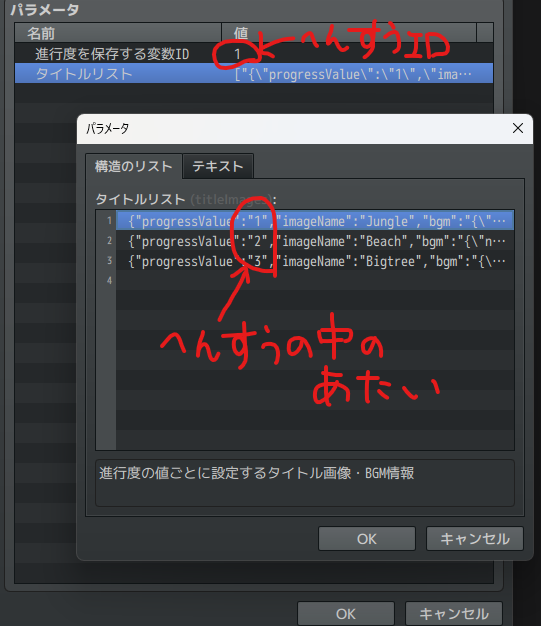 パラメータ
名前 値
進行度を保存する変数ID 1 ←へんすうID
タイトルリスト ["{\"progressValue\":\"1\",\"ima…
パラメータ
構造のリスト テキスト
タイトルリスト (titleImages):
1 {"progressValue":"1","imageName":"Jungle","bgm":"{\"…
2 {"progressValue":"2","imageName":"Beach","bgm":"{\"n…
3 {"progressValue":"3","imageName":"Bigtree","bgm":"{\…
4
へんすうの中の
あたい
進行度の値ごとに設定するタイトル画像・BGM情報
OK キャンセル
OK キャンセル